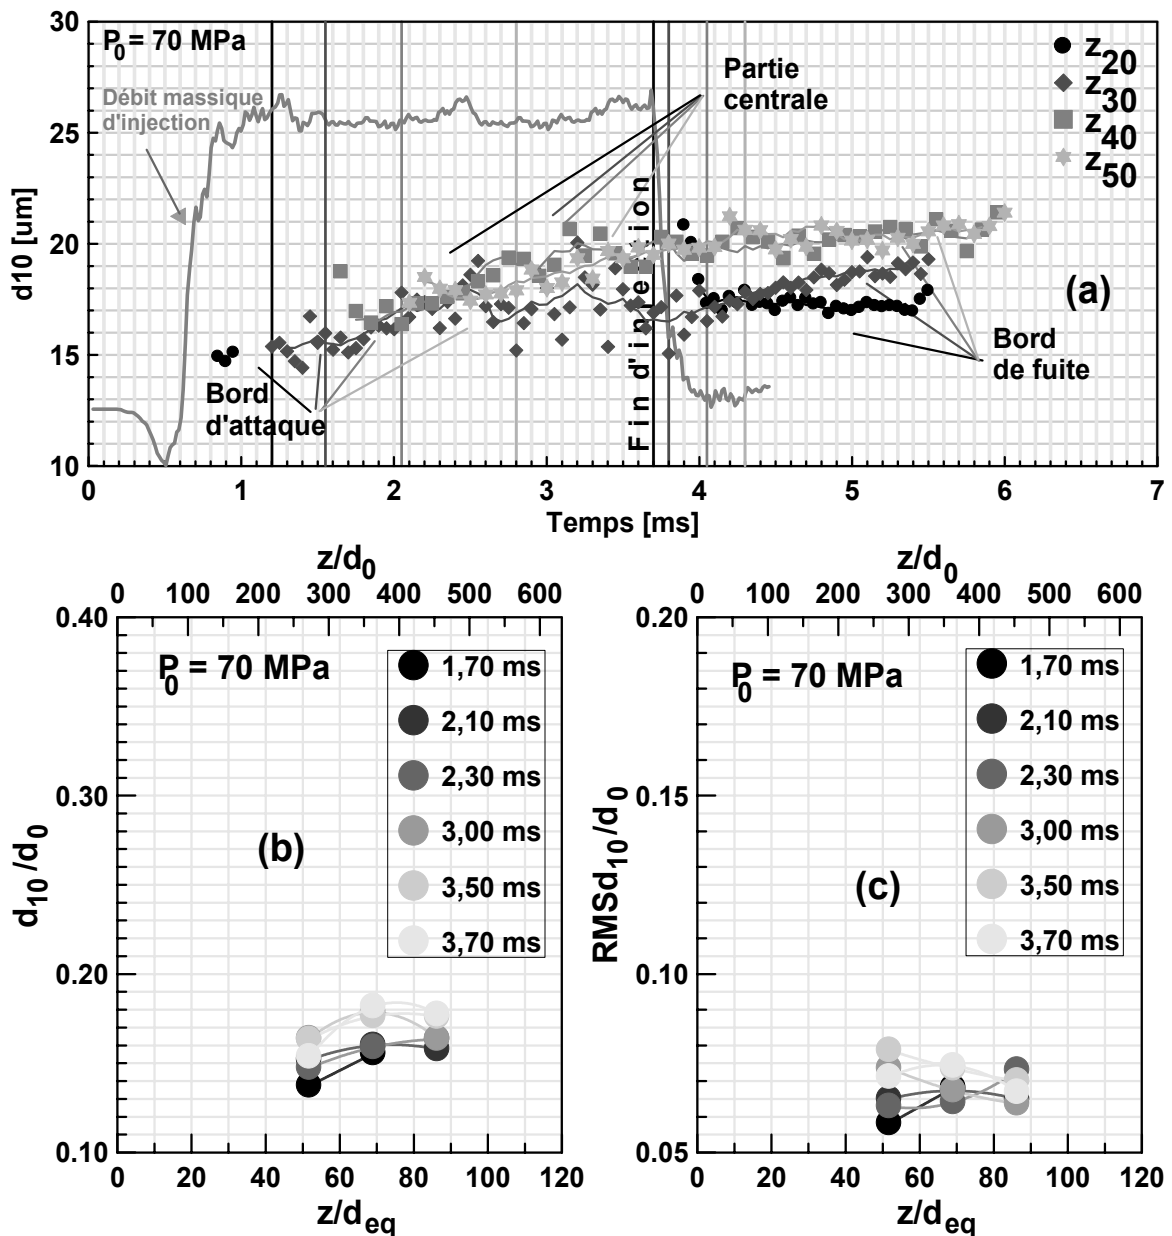 P0 = 70 MPa
Débit massique
d'injection
Partie
centrale
z20
z30
z40
z50
Fin d'injection
(a)
Bord
d'attaque
Bord
de fuite
d10 [um]
30
25
20
15
10
0 1 2 3 4 5 6 7
Temps [ms]
z/d0
0 100 200 300 400 500 600
P0 = 70 MPa
1,70 ms
2,10 ms
2,30 ms
3,00 ms
3,50 ms
3,70 ms
(b)
d10/d0
0.40
0.30
0.20
0.10
0 20 40 60 80 100 120
z/deq
z/d0
0 100 200 300 400 500 600
P0 = 70 MPa
1,70 ms
2,10 ms
2,30 ms
3,00 ms
3,50 ms
3,70 ms
(c)
RMSd10/d0
0.20
0.15
0.10
0.05
0 20 40 60 80 100 120
z/deq